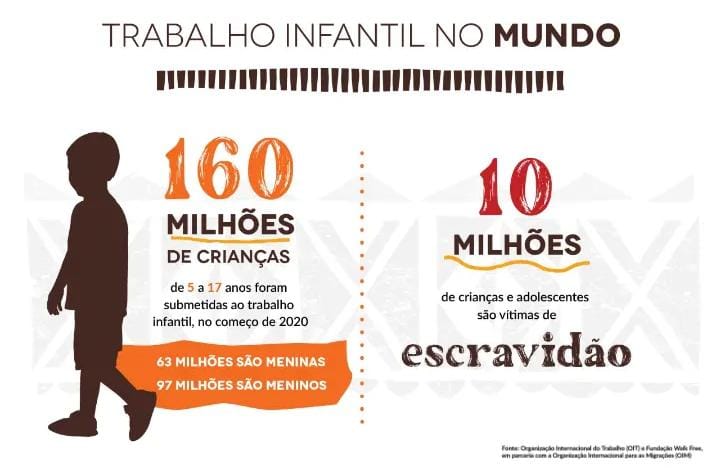 TRABALHO INFANTIL NO MUNDO
160
MILHÕES
DE CRIANÇAS
de 5 a 17 anos foram
submetidas ao trabalho
infantil, no começo de 2020
63 MILHÕES SÃO MENINAS
97 MILHÕES SÃO MENINOS
10
MILHÕES
de crianças e adolescentes
são vítimas de
escravidão
Fonte: Organização Internacional do Trabalho (OIT) e Fundação Walk Free,
em parceria com a Organização Internacional para as Migrações (OIM)